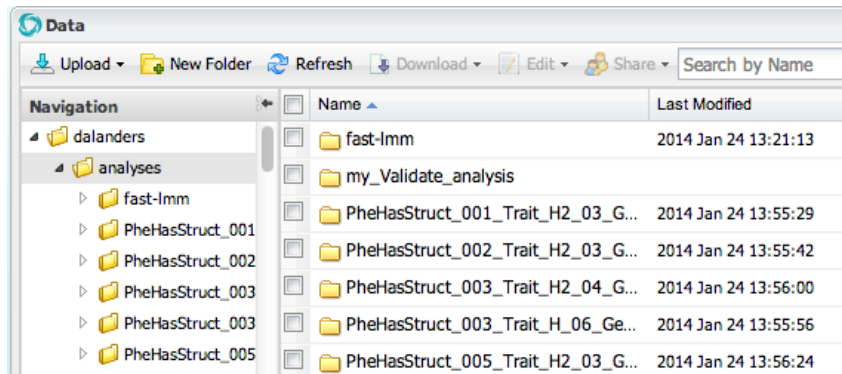 Data
Upload New Folder Refresh Download Edit Share Search by Name
Navigation
dalanders
analyses
fast-lmm
PheHasStruct_001
PheHasStruct_002
PheHasStruct_003
PheHasStruct_003
PheHasStruct_005
Name Last Modified
fast-lmm 2014 Jan 24 13:21:13
my_Validate_analysis
PheHasStruct_001_Trait_H2_03_G... 2014 Jan 24 13:55:29
PheHasStruct_002_Trait_H2_03_G... 2014 Jan 24 13:55:42
PheHasStruct_003_Trait_H2_04_G... 2014 Jan 24 13:56:00
PheHasStruct_003_Trait_H_06_Ge... 2014 Jan 24 13:55:56
PheHasStruct_005_Trait_H2_03_G... 2014 Jan 24 13:56:24